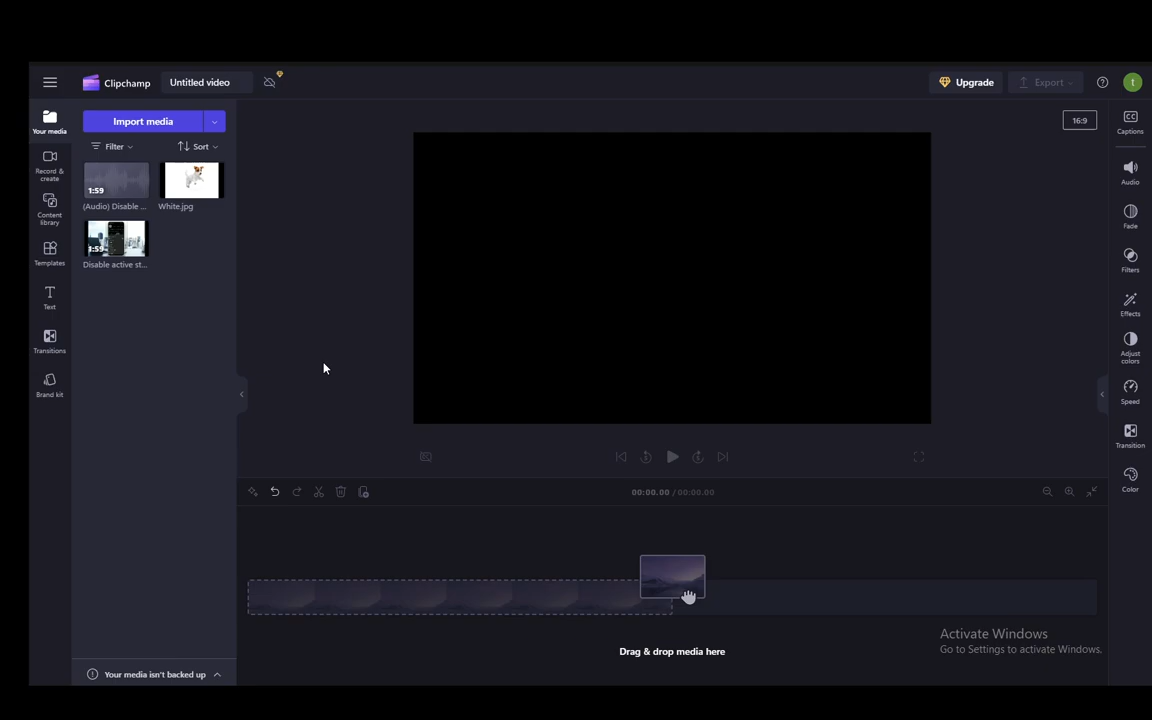 Clipchamp
Untitled video
Upgrade
Export
t
Your media
Import media
16:9
CC
Captions
Filter
Sort
Record &
create
1:59
Audio
(Audio) Disable ...
White.jpg
Content
library
Fade
1:59
Templates
Disable active st...
Filters
T
Text
Effects
Transitions
Adjust
colors
Brand kit
Speed
Transition
Color
00:00.00 / 00:00.00
Drag & drop media here
Activate Windows
Go to Settings to activate Windows.
Your media isn't backed up